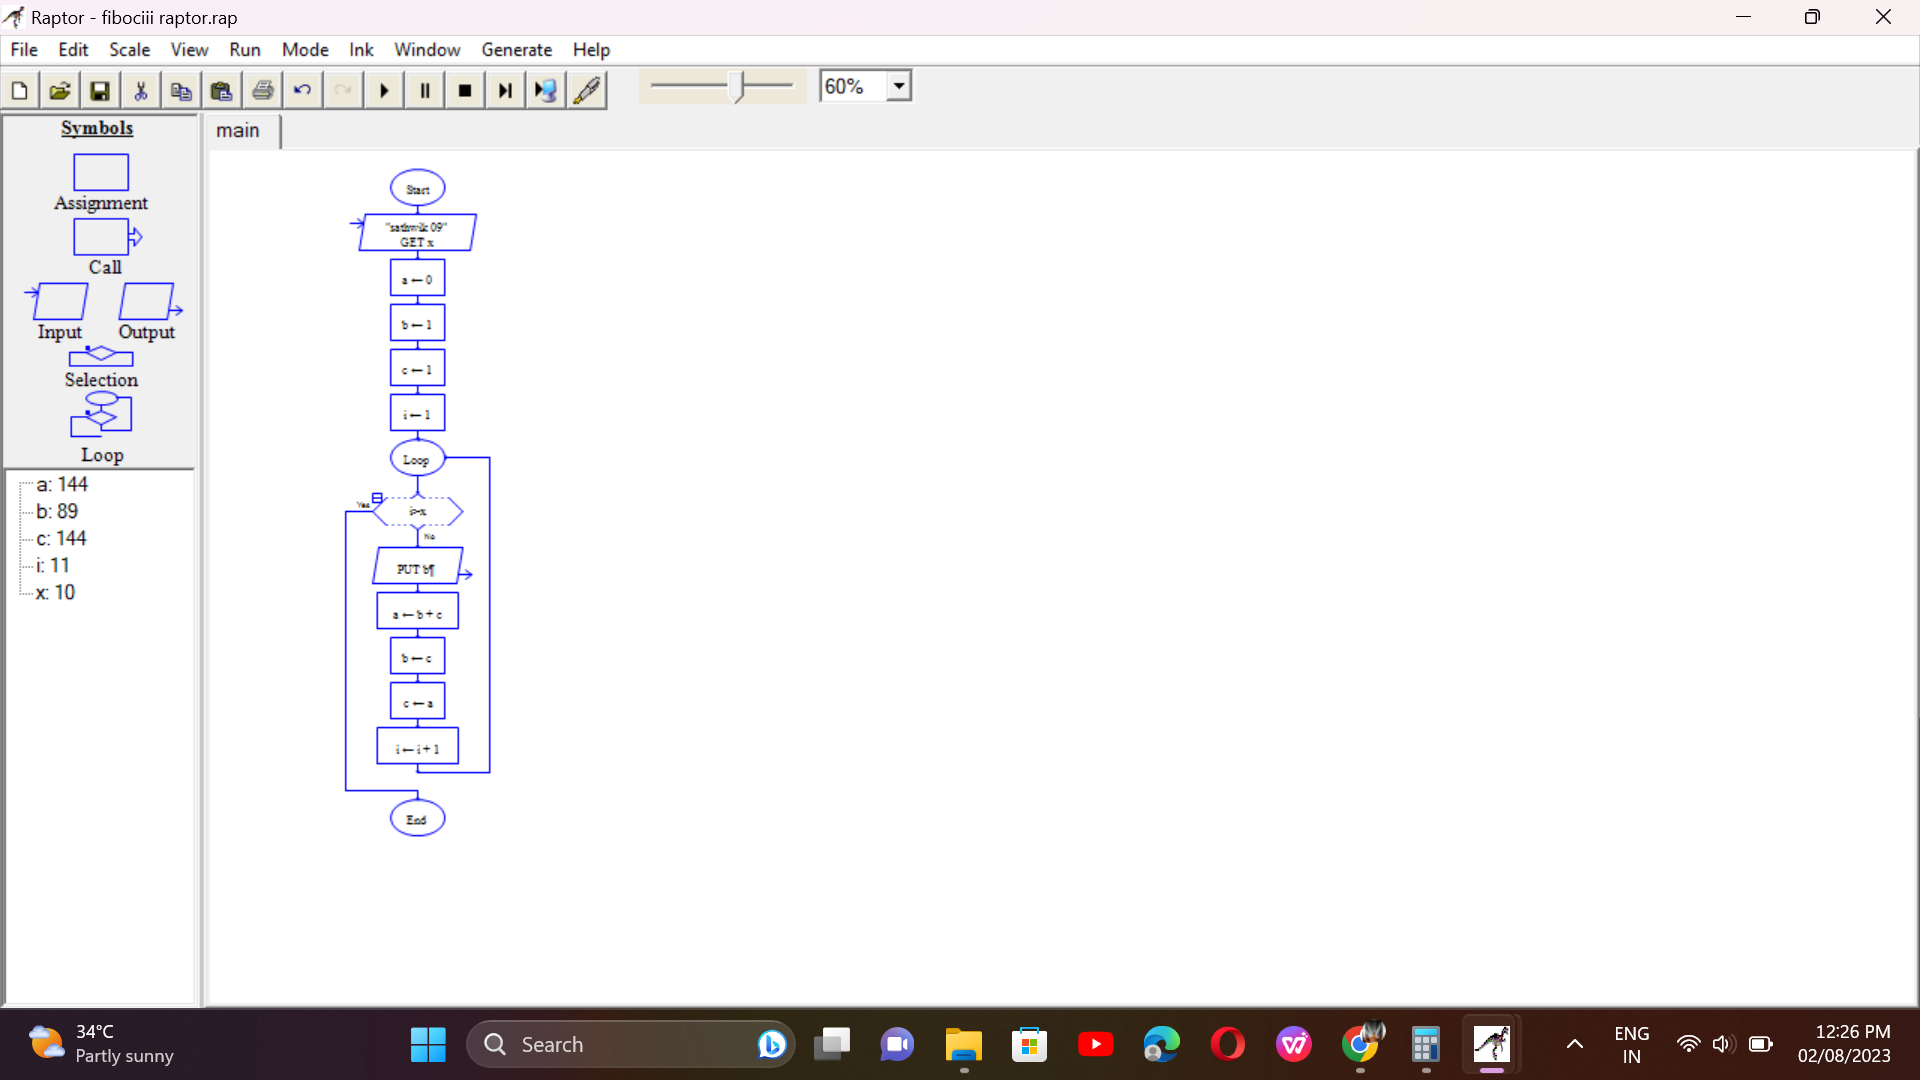 Raptor - fibociii raptor.rap
File Edit Scale View Run Mode Ink Window Generate Help
60%
Symbols
Assignment
Call
Input Output
Selection
Loop
a: 144
b: 89
c: 144
i: 11
x: 10
main
Start
"sathwik 09"
GET x
a ← 0
b ← 1
c ← 1
i ← 1
Loop
Yes
i>x
No
PUT b¶
a ← b + c
b ← c
c ← a
i ← i + 1
End
34°C
Partly sunny
Search
ENG
IN
12:26 PM
02/08/2023